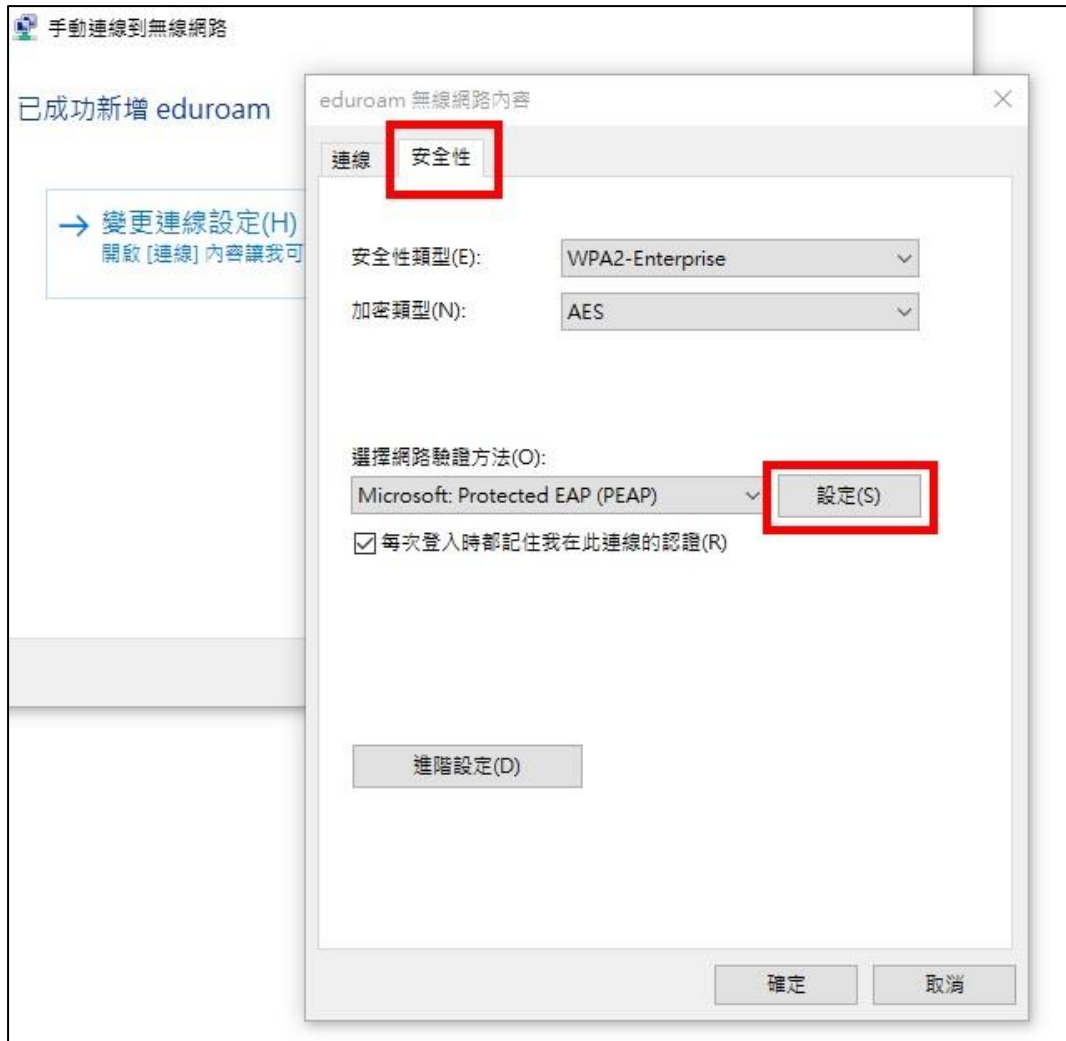 手動連線到無線網路
已成功新增 eduroam
變更連線設定(H)
開啟 [連線] 內容讓我可
eduroam 無線網路內容
連線 安全性
安全性類型(E): WPA2-Enterprise
加密類型(N): AES
選擇網路驗證方法(O):
Microsoft: Protected EAP (PEAP) 設定(S)
每次登入時都記住我在此連線的認證(R)
進階設定(D)
確定 取消